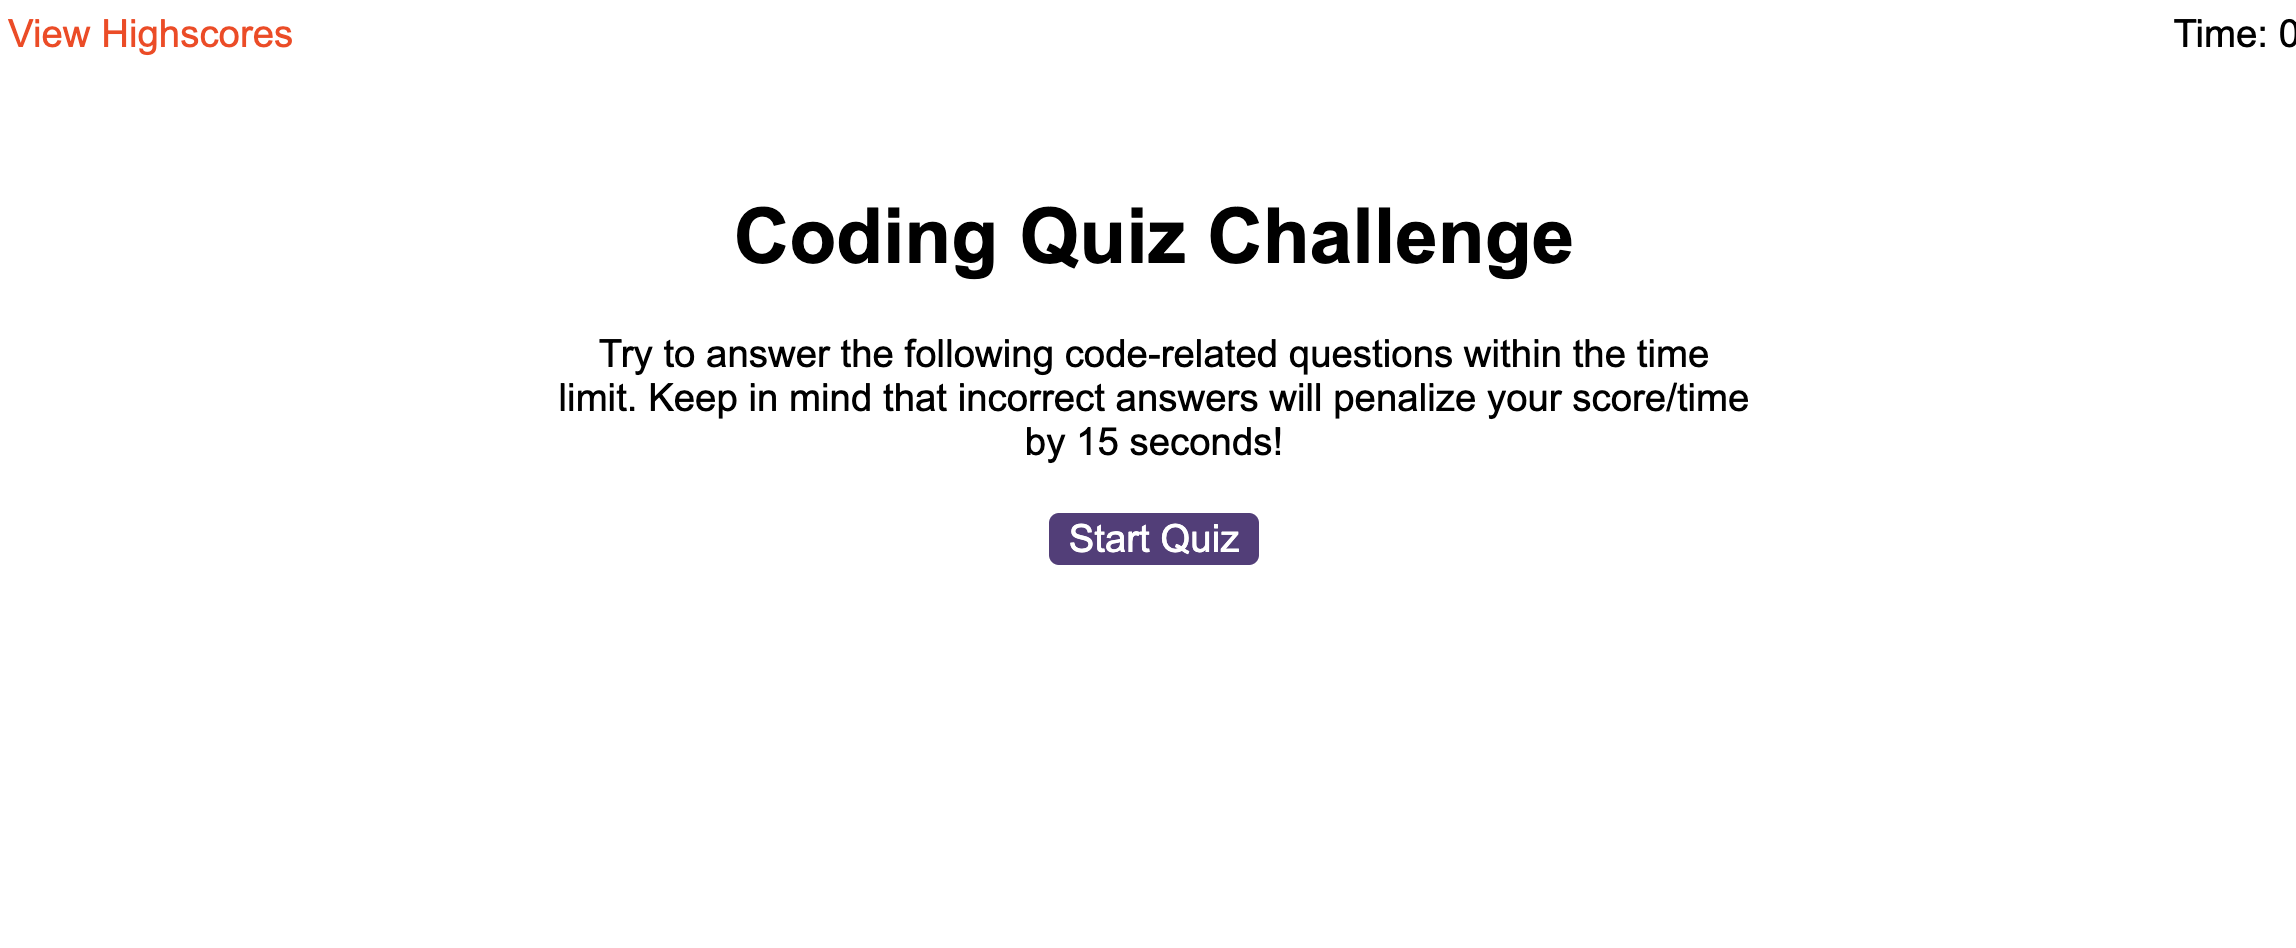 View Highscores
Time: 0
Coding Quiz Challenge
Try to answer the following code-related questions within the time
limit. Keep in mind that incorrect answers will penalize your score/time
by 15 seconds!
Start Quiz